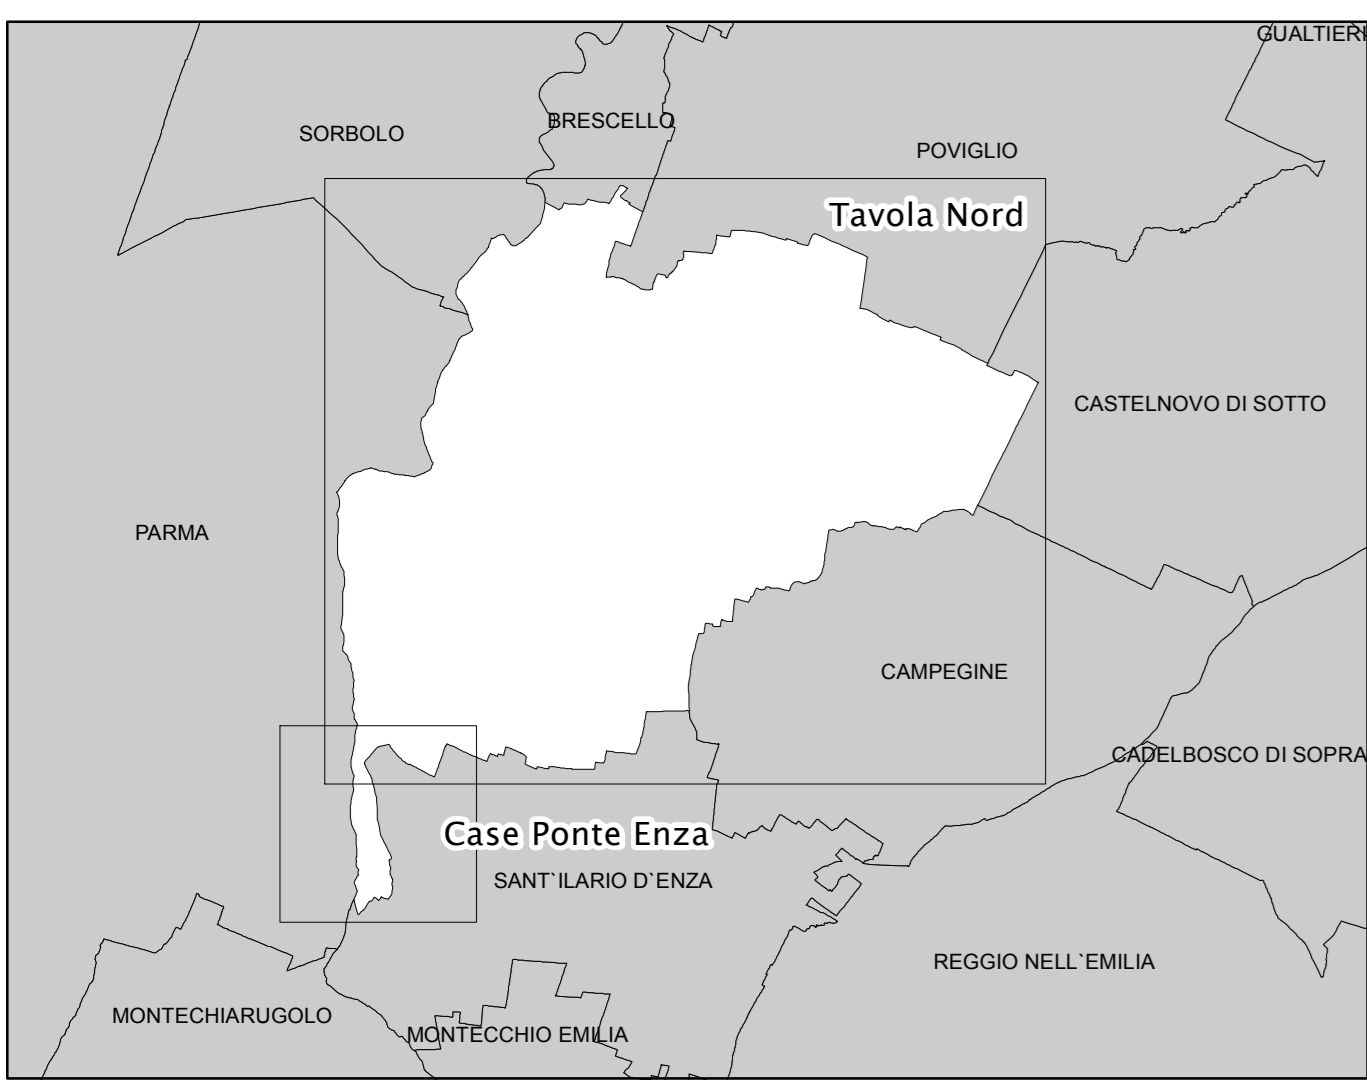 GUALTIERI
BRESCELLO
SORBOLO
POVIGLIO
Tavola Nord
CASTELNOVO DI SOTTO
PARMA
CAMPEGINE
CADELBOSCO DI SOPRA
Case Ponte Enza
SANT`ILARIO D`ENZA
REGGIO NELL`EMILIA
MONTECHIARUGOLO
MONTECCHIO EMILIA